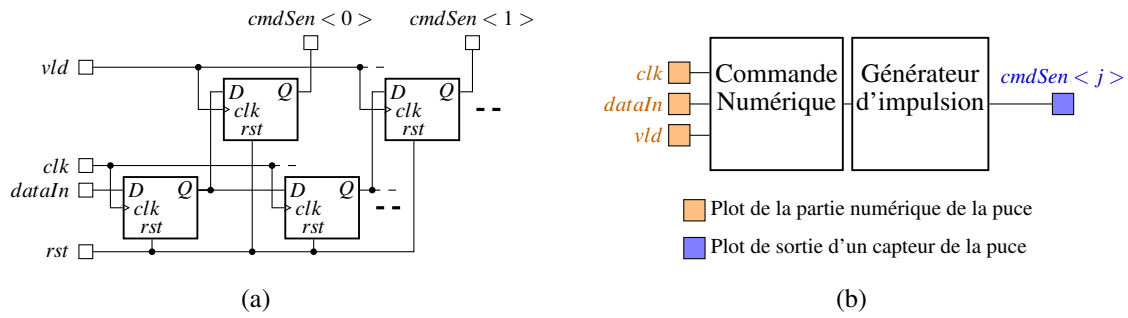 cmdSen < 0 >
cmdSen < 1 >
vld
D Q
clk
rst
D Q
clk
rst
clk
dataIn
D Q
clk
rst
D Q
clk
rst
rst
(a)
clk
dataIn
vld
Commande
Numérique
Générateur
d'impulsion
cmdSen < j >
Plot de la partie numérique de la puce
Plot de sortie d'un capteur de la puce
(b)